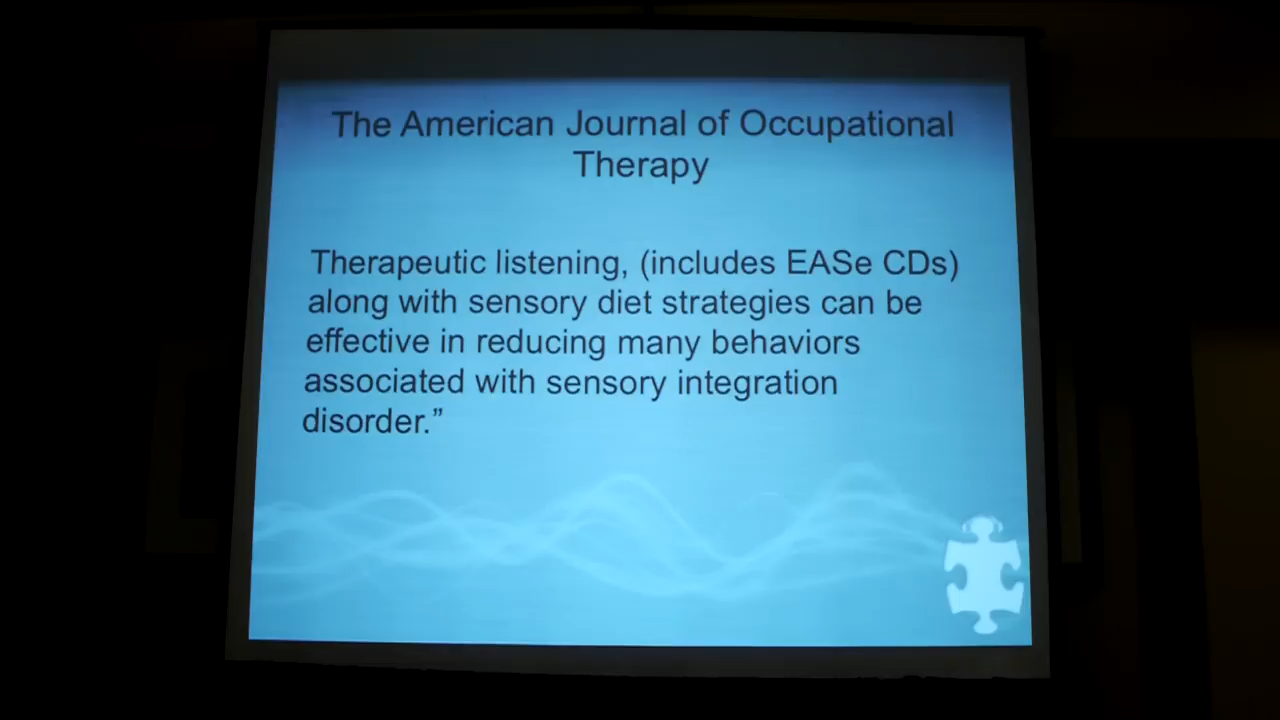 The American Journal of Occupational
Therapy
Therapeutic listening, (includes EASe CDs)
along with sensory diet strategies can be
effective in reducing many behaviors
associated with sensory integration
disorder.”